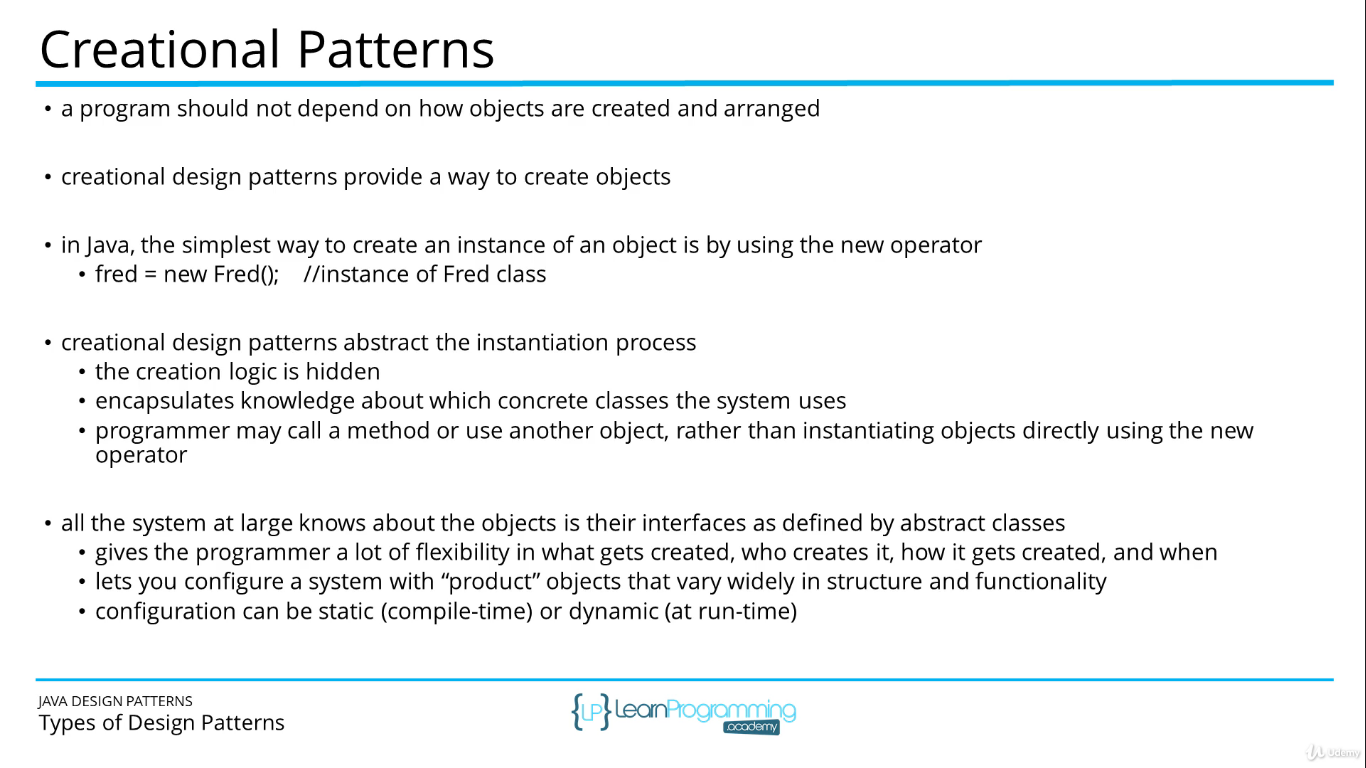 Creational Patterns
• a program should not depend on how objects are created and arranged
• creational design patterns provide a way to create objects
• in Java, the simplest way to create an instance of an object is by using the new operator
• fred = new Fred(); //instance of Fred class
• creational design patterns abstract the instantiation process
• the creation logic is hidden
• encapsulates knowledge about which concrete classes the system uses
• programmer may call a method or use another object, rather than instantiating objects directly using the new
operator
• all the system at large knows about the objects is their interfaces as defined by abstract classes
• gives the programmer a lot of flexibility in what gets created, who creates it, how it gets created, and when
• lets you configure a system with “product” objects that vary widely in structure and functionality
• configuration can be static (compile-time) or dynamic (at run-time)
JAVA DESIGN PATTERNS
Types of Design Patterns
{LP} LearnProgramming
.academy
Udemy